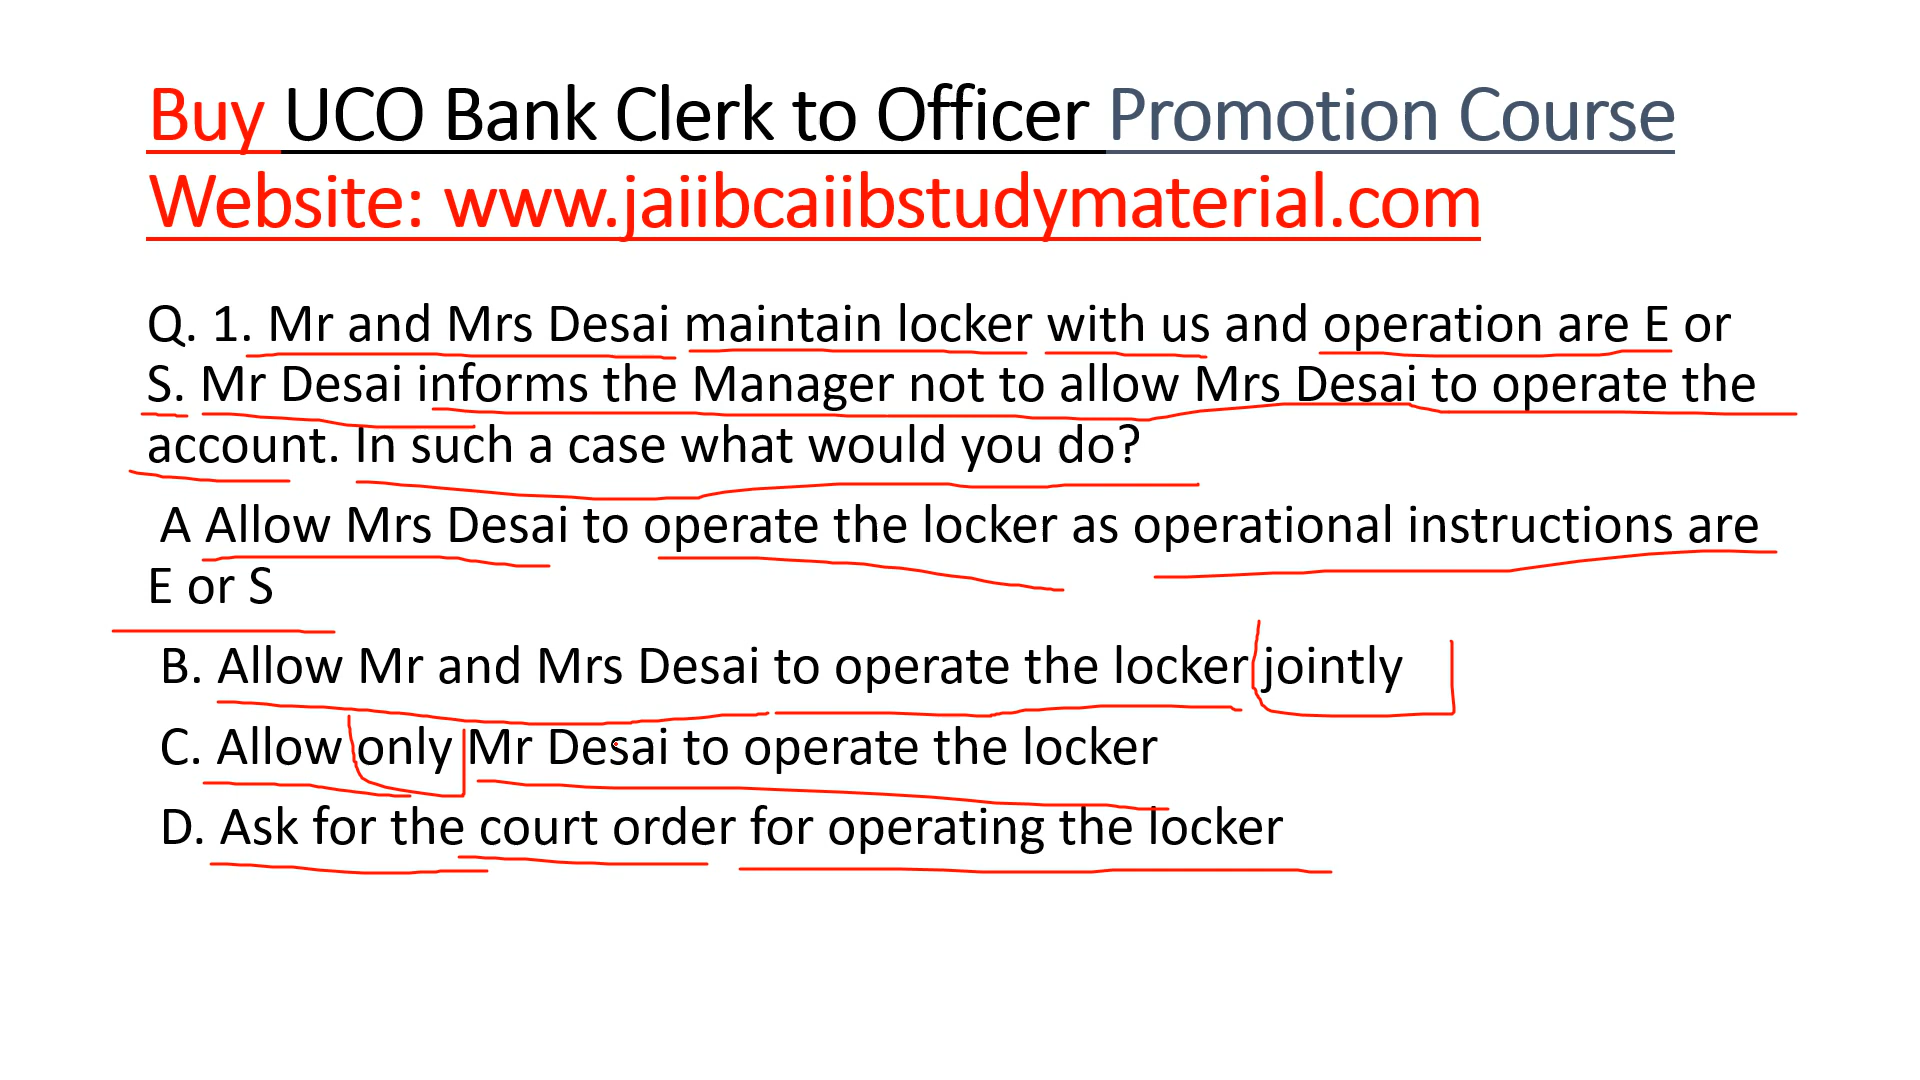 Buy UCO Bank Clerk to Officer Promotion Course
Website: www.jaiibcaiibstudymaterial.com
Q. 1. Mr and Mrs Desai maintain locker with us and operation are E or
S. Mr Desai informs the Manager not to allow Mrs Desai to operate the
account. In such a case what would you do?
A Allow Mrs Desai to operate the locker as operational instructions are
E or S
B. Allow Mr and Mrs Desai to operate the locker jointly
C. Allow only Mr Desai to operate the locker
D. Ask for the court order for operating the locker